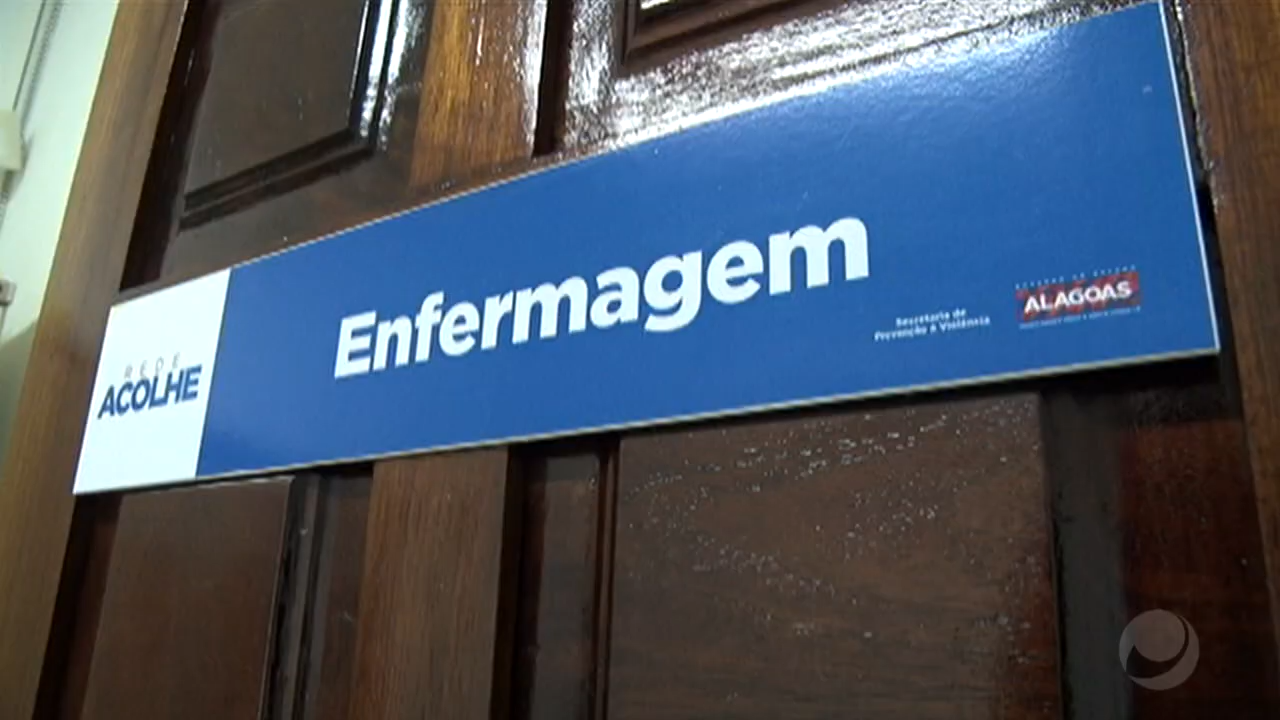 REDE
ACOLHE
Enfermagem
Secretaria de
Prevenção à Violência
ALAGOAS